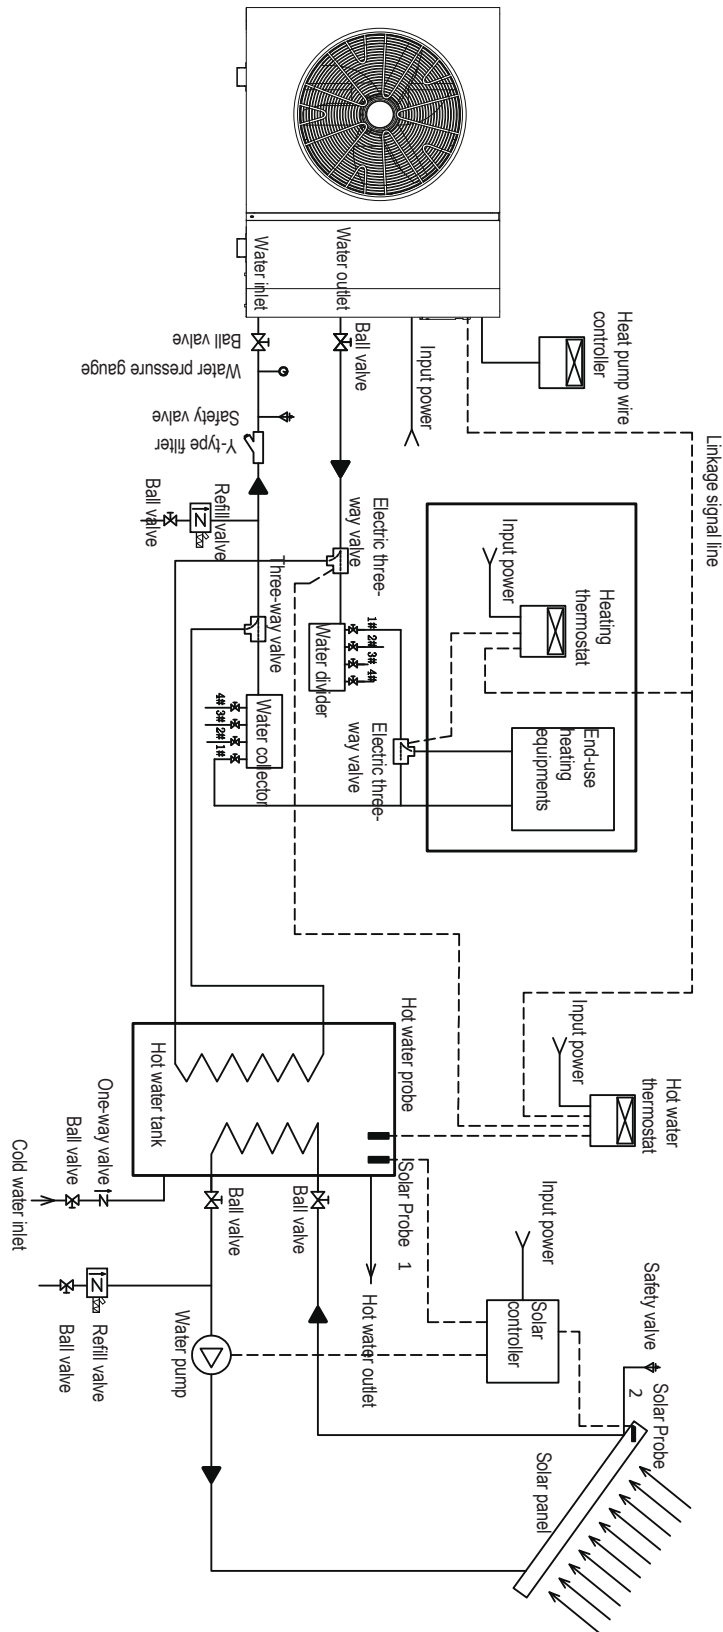 Water inlet
Water outlet
Ball valve
Water pressure gauge
Safety valve
Y-type filter
Ball valve
Input power
Heat pump wire
controller
Linkage signal line
Refill valve
Ball valve
Three-way valve
Electric three-
way valve
Water divider
1# 2# 3# 4#
Water collector
4# 3# 2# 1#
Electric three-
way valve
Input power
Heating
thermostat
End-use
heating
equipments
Hot water probe
Hot water tank
Input power
Hot water
thermostat
Solar Probe 1
One-way valve
Ball valve
Cold water inlet
Ball valve
Ball valve
Hot water outlet
Input power
Solar
controller
Safety valve
Solar Probe
2
Solar panel
Water pump
Refill valve
Ball valve